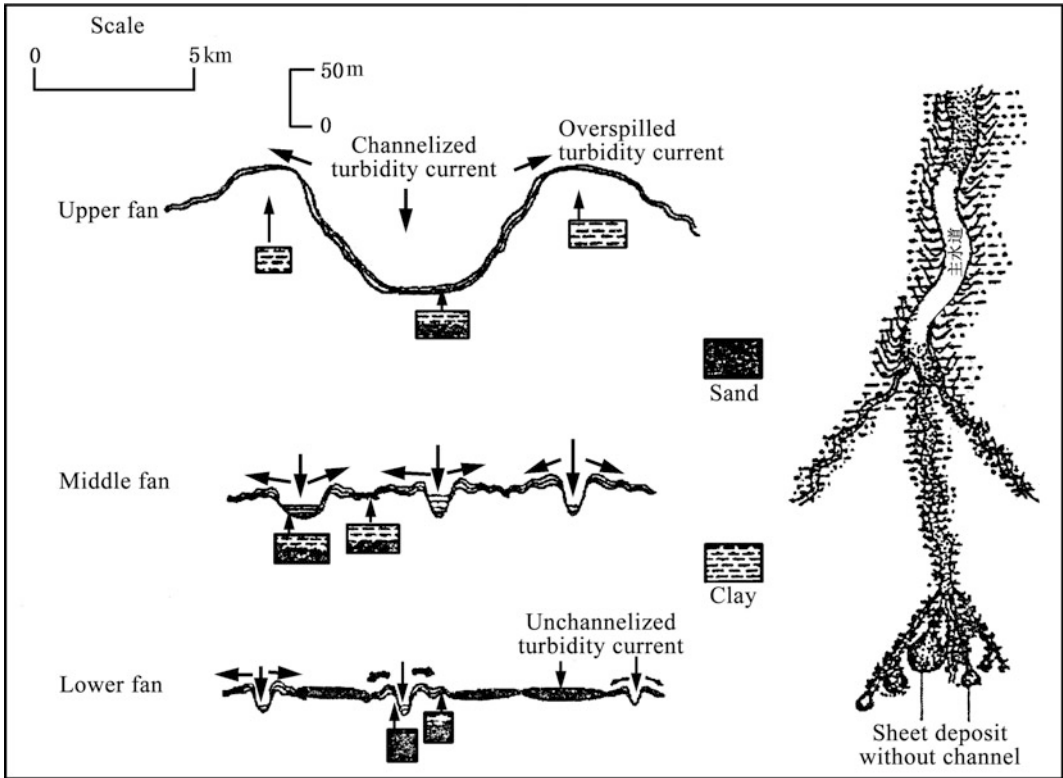 Scale
0
5 km
50 m
0
Channelized
turbidity current
Overspilled
turbidity current
Upper fan
主水道
Sand
Middle fan
Clay
Unchannelized
turbidity current
Lower fan
Sheet deposit
without channel